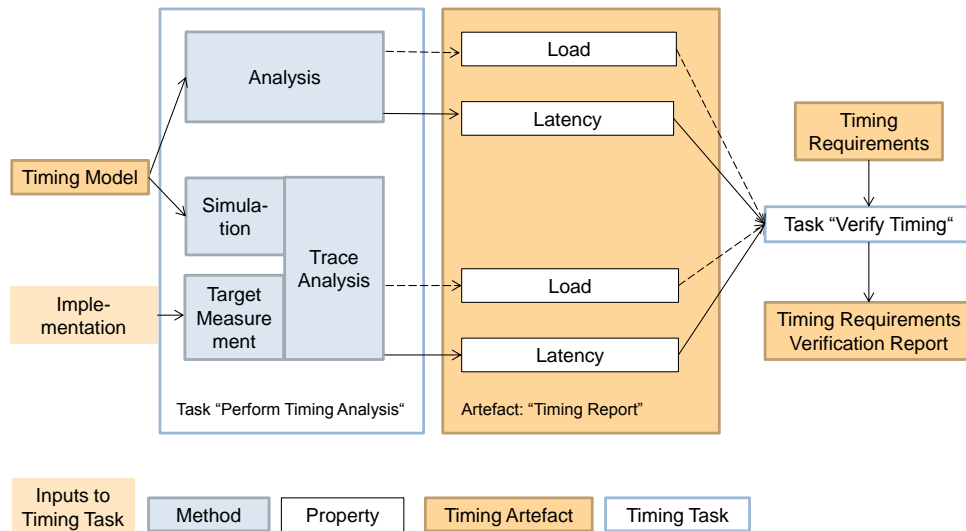 Analysis
Load
Latency
Timing
Requirements
Timing Model
Simula-
tion
Trace
Analysis
Task “Verify Timing“
Imple-
mentation
Target
Measure
ment
Load
Latency
Timing Requirements
Verification Report
Task “Perform Timing Analysis“
Artefact: “Timing Report”
Inputs to
Timing Task
Method
Property
Timing Artefact
Timing Task